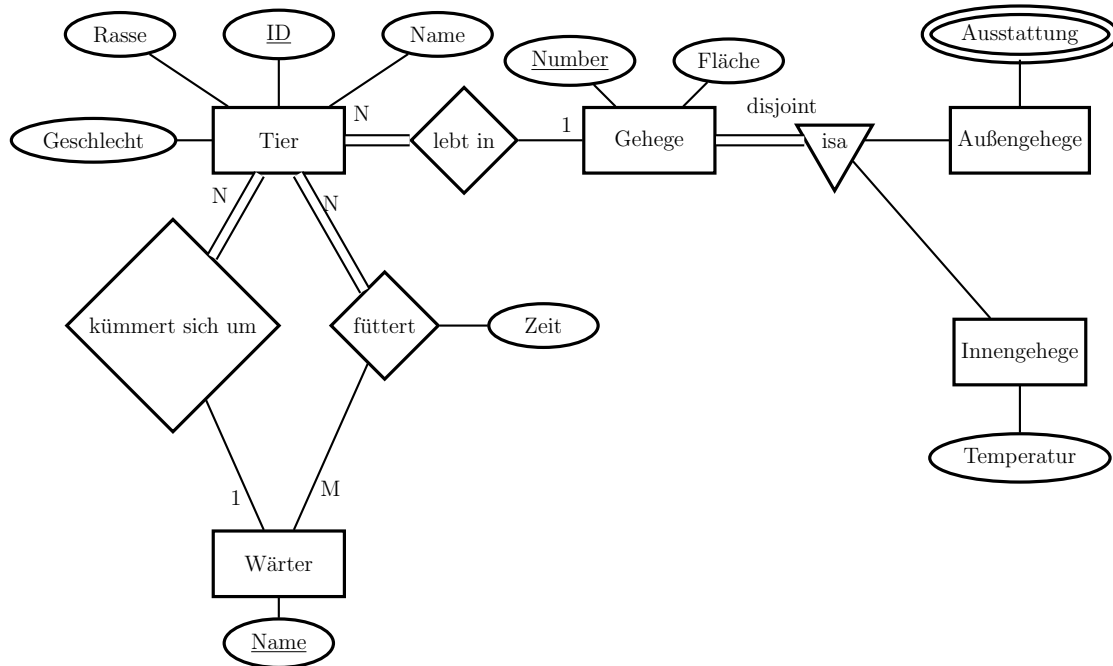 Rasse
ID
Name
Ausstattung
Number
Fläche
disjoint
Geschlecht
Tier
N
lebt in
1
Gehege
isa
Außengehege
N
N
kümmert sich um
füttert
Zeit
Innengehege
Temperatur
1
M
Wärter
Name